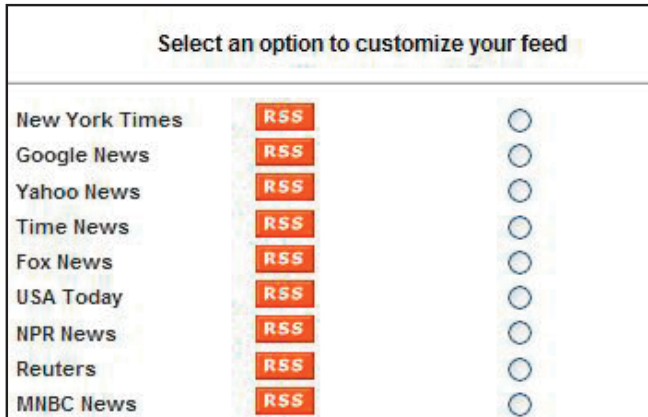 Select an option to customize your feed
New York Times RSS
Google News RSS
Yahoo News RSS
Time News RSS
Fox News RSS
USA Today RSS
NPR News RSS
Reuters RSS
MNBC News RSS